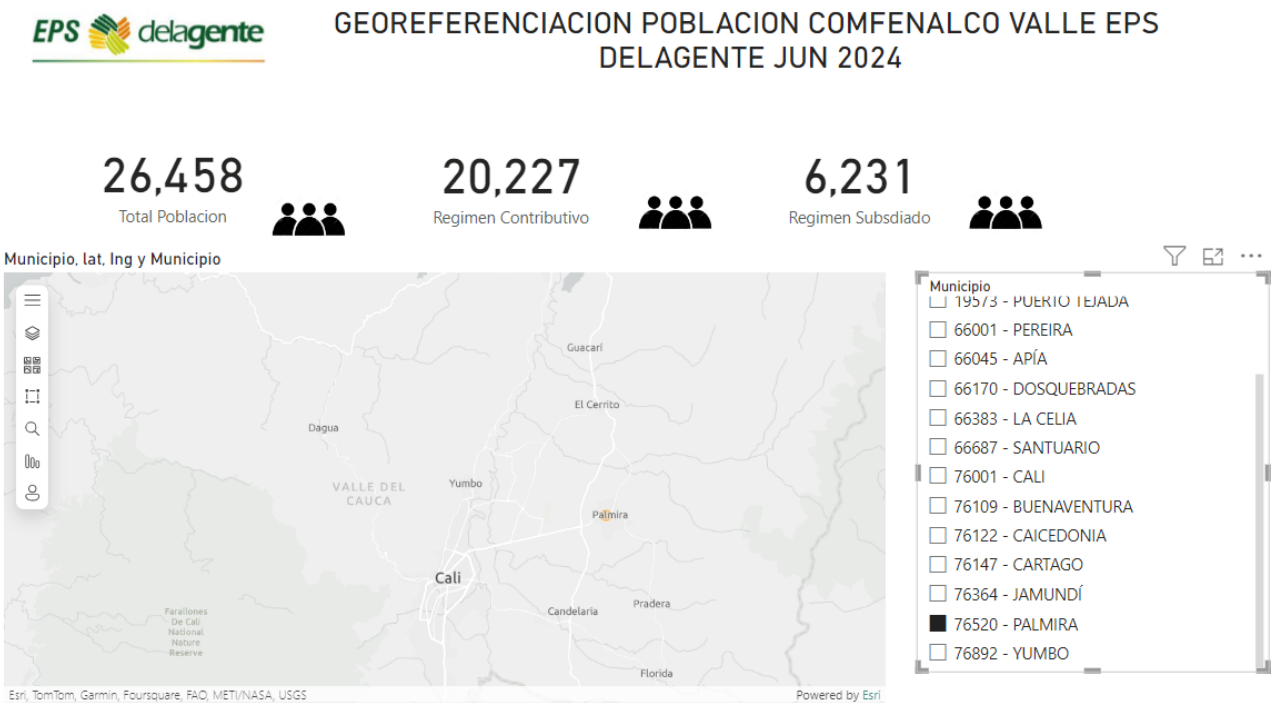 EPS delagente
GEOREFERENCIACION POBLACION COMFENALCO VALLE EPS
DELAGENTE JUN 2024
26,458
Total Poblacion
20,227
Regimen Contributivo
6,231
Regimen Subsdiado
Municipio, lat, lng y Municipio
Guacarí
El Cerrito
Dagua
VALLE DEL
CAUCA
Yumbo
Palmira
Cali
Candelaria
Pradera
Farallones
De Cali
National
Nature
Reserve
Florida
Esri, TomTom, Garmin, Foursquare, FAO, METI/NASA, USGS
Powered by Esri
Municipio
19573 - PUERTO TEJADA
66001 - PEREIRA
66045 - APÍA
66170 - DOSQUEBRADAS
66383 - LA CELIA
66687 - SANTUARIO
76001 - CALI
76109 - BUENAVENTURA
76122 - CAICEDONIA
76147 - CARTAGO
76364 - JAMUNDÍ
76520 - PALMIRA
76892 - YUMBO